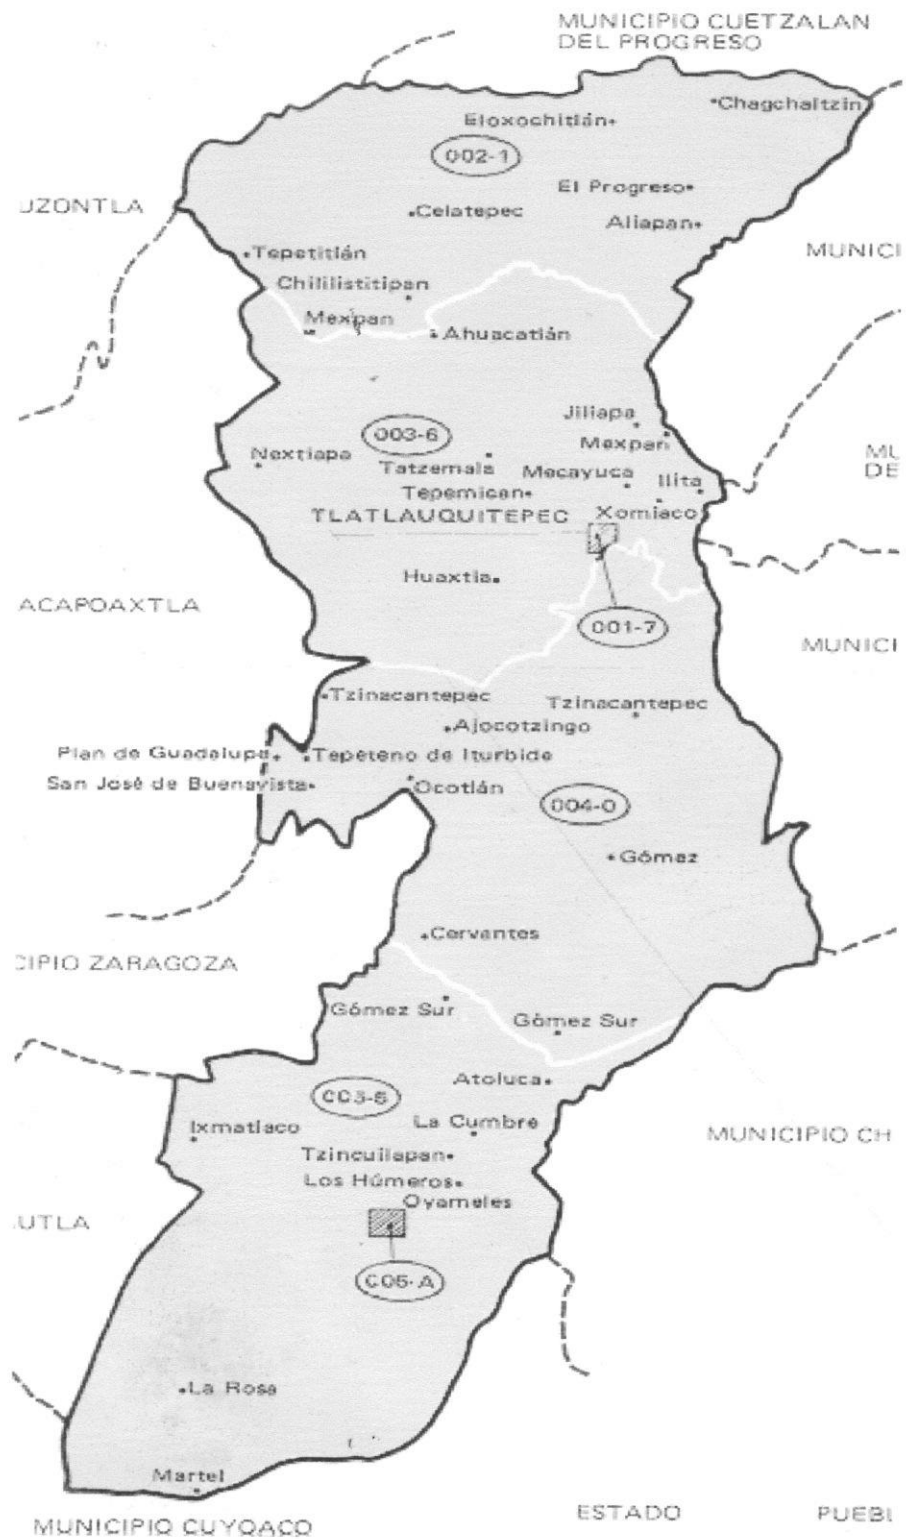 MUNICIPIO CUETZALAN
DEL PROGRESO
Chagchaltzin
Eloxochitlán
002-1
El Progreso
UZONTLA
Celatepec
Aliapan
MUNICI
Tepetitlán
Chililistitipan
Mexpan
Ahuacatlán
Jiliapa
003-6
Mexpan
Nextiapa
Tatzemala
Mecayuca
Ilita
MU
DE
Tepemican
Xomiaco
TLATLAUQUITEPEC
Huaxtla
ACAPOAXTLA
001-7
MUNICI
Tzinacantepec
Tzinacantepec
Ajocotzingo
Plan de Guadalupe
Tepeteno de Iturbide
San José de Buenavista
Ocotlán
004-0
Gómez
Cervantes
CIPIO ZARAGOZA
Gómez Sur
Gómez Sur
Atoluca
Ixmatlaco
La Cumbre
MUNICIPIO CH
Tzincuilapan
Los Húmeros
Oyameles
UTLA
La Rosa
Martel
MUNICIPIO CUYOACO
ESTADO
PUEBL